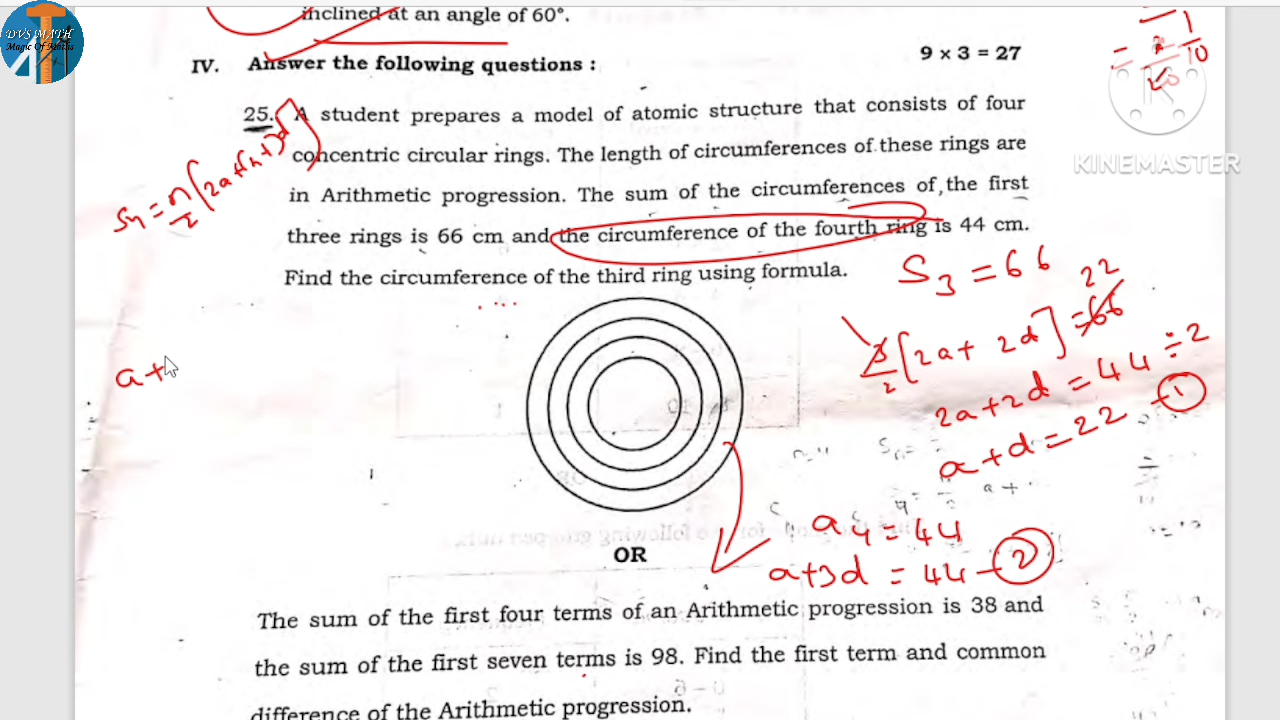 DVS MATH
Magic Of Maths
inclined at an angle of 60°.
IV. Answer the following questions :
9 × 3 = 27
25. A student prepares a model of atomic structure that consists of four
concentric circular rings. The length of circumferences of these rings are
in Arithmetic progression. The sum of the circumferences of the first
three rings is 66 cm and the circumference of the fourth ring is 44 cm.
Find the circumference of the third ring using formula.
KINEMASTER
S₃ = 66
22
3/2 [2a + 2d] = 66
2a + 2d = 44 ÷ 2
a + d = 22 — 1
a +
a₄ = 44
a + 3d = 44 — 2
OR
The sum of the first four terms of an Arithmetic progression is 38 and
the sum of the first seven terms is 98. Find the first term and common
difference of the Arithmetic progression.